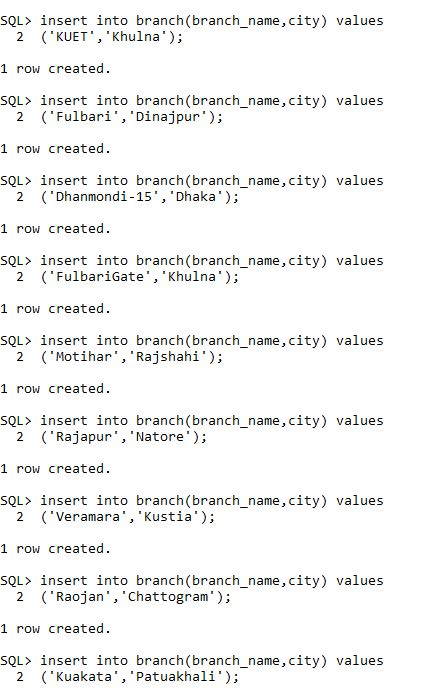 SQL> insert into branch(branch_name,city) values
  2  ('KUET','Khulna');
1 row created.
SQL> insert into branch(branch_name,city) values
  2  ('Fulbari','Dinajpur');
1 row created.
SQL> insert into branch(branch_name,city) values
  2  ('Dhanmondi-15','Dhaka');
1 row created.
SQL> insert into branch(branch_name,city) values
  2  ('FulbariGate','Khulna');
1 row created.
SQL> insert into branch(branch_name,city) values
  2  ('Motihar','Rajshahi');
1 row created.
SQL> insert into branch(branch_name,city) values
  2  ('Rajapur','Natore');
1 row created.
SQL> insert into branch(branch_name,city) values
  2  ('Veramara','Kustia');
1 row created.
SQL> insert into branch(branch_name,city) values
  2  ('Raojan','Chattogram');
1 row created.
SQL> insert into branch(branch_name,city) values
  2  ('Kuakata','Patuakhali');